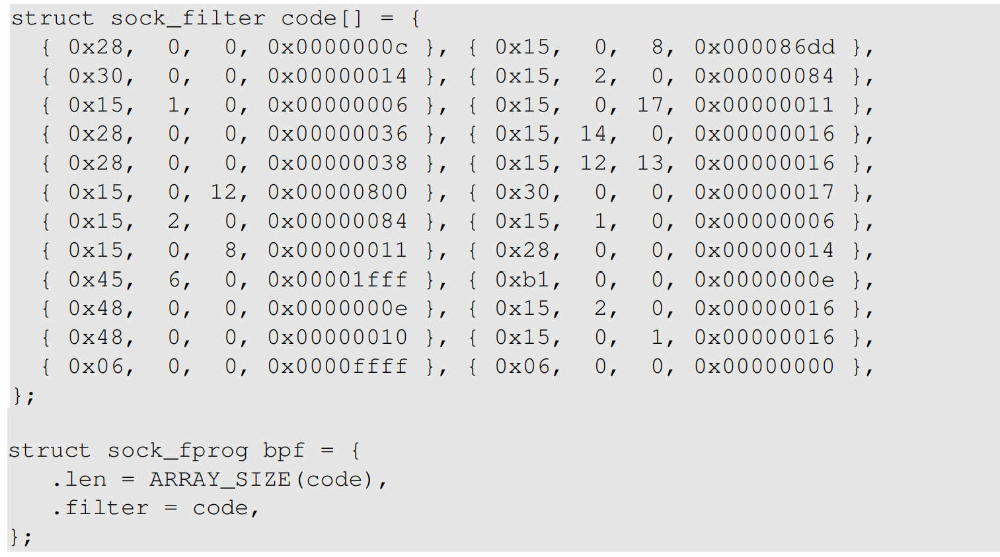 struct sock_filter code[] = {
{ 0x28, 0, 0, 0x0000000c }, { 0x15, 0, 8, 0x000086dd },
{ 0x30, 0, 0, 0x00000014 }, { 0x15, 2, 0, 0x00000084 },
{ 0x15, 1, 0, 0x00000006 }, { 0x15, 0, 17, 0x00000011 },
{ 0x28, 0, 0, 0x00000036 }, { 0x15, 14, 0, 0x00000016 },
{ 0x28, 0, 0, 0x00000038 }, { 0x15, 12, 13, 0x00000016 },
{ 0x15, 0, 12, 0x00000800 }, { 0x30, 0, 0, 0x00000017 },
{ 0x15, 2, 0, 0x00000084 }, { 0x15, 1, 0, 0x00000006 },
{ 0x15, 0, 8, 0x00000011 }, { 0x28, 0, 0, 0x00000014 },
{ 0x45, 6, 0, 0x00001fff }, { 0xb1, 0, 0, 0x0000000e },
{ 0x48, 0, 0, 0x0000000e }, { 0x15, 2, 0, 0x00000016 },
{ 0x48, 0, 0, 0x00000010 }, { 0x15, 0, 1, 0x00000016 },
{ 0x06, 0, 0, 0x0000ffff }, { 0x06, 0, 0, 0x00000000 },
};
struct sock_fprog bpf = {
.len = ARRAY_SIZE(code),
.filter = code,
};